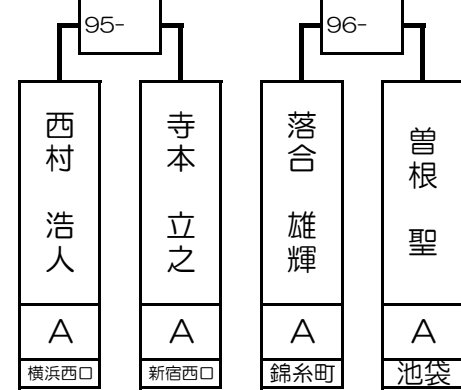 95-
96-
西村 浩人
寺本 立之
落合 雄輝
曽根 聖
A
A
A
A
横浜西口
新宿西口
錦糸町
池袋